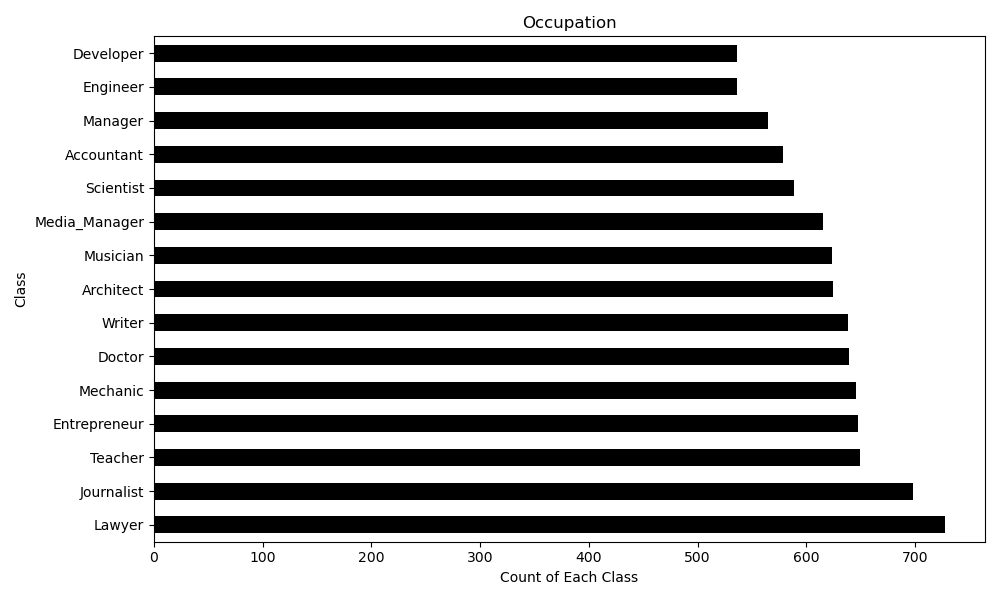 Occupation
Developer
Engineer
Manager
Accountant
Scientist
Media_Manager
Musician
Architect
Writer
Doctor
Mechanic
Entrepreneur
Teacher
Journalist
Lawyer
Class
0 100 200 300 400 500 600 700
Count of Each Class